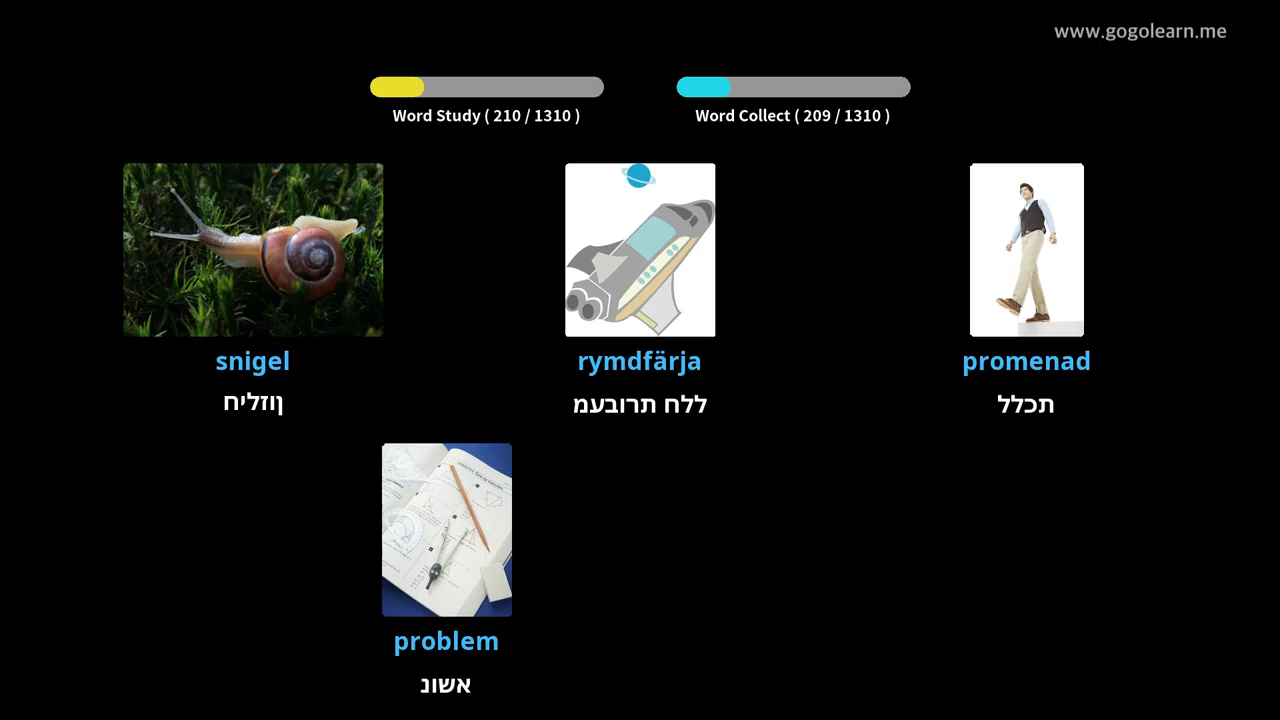 www.gogolearn.me
Word Study ( 210 / 1310 )
Word Collect ( 209 / 1310 )
snigel
ןוזליח
rymdfärja
ללח תרובעמ
promenad
תכלל
problem
אשונ